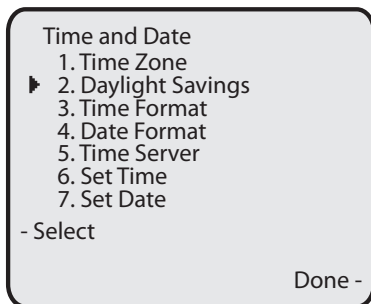 Time and Date
1. Time Zone
2. Daylight Savings
3. Time Format
4. Date Format
5. Time Server
6. Set Time
7. Set Date
- Select
Done -